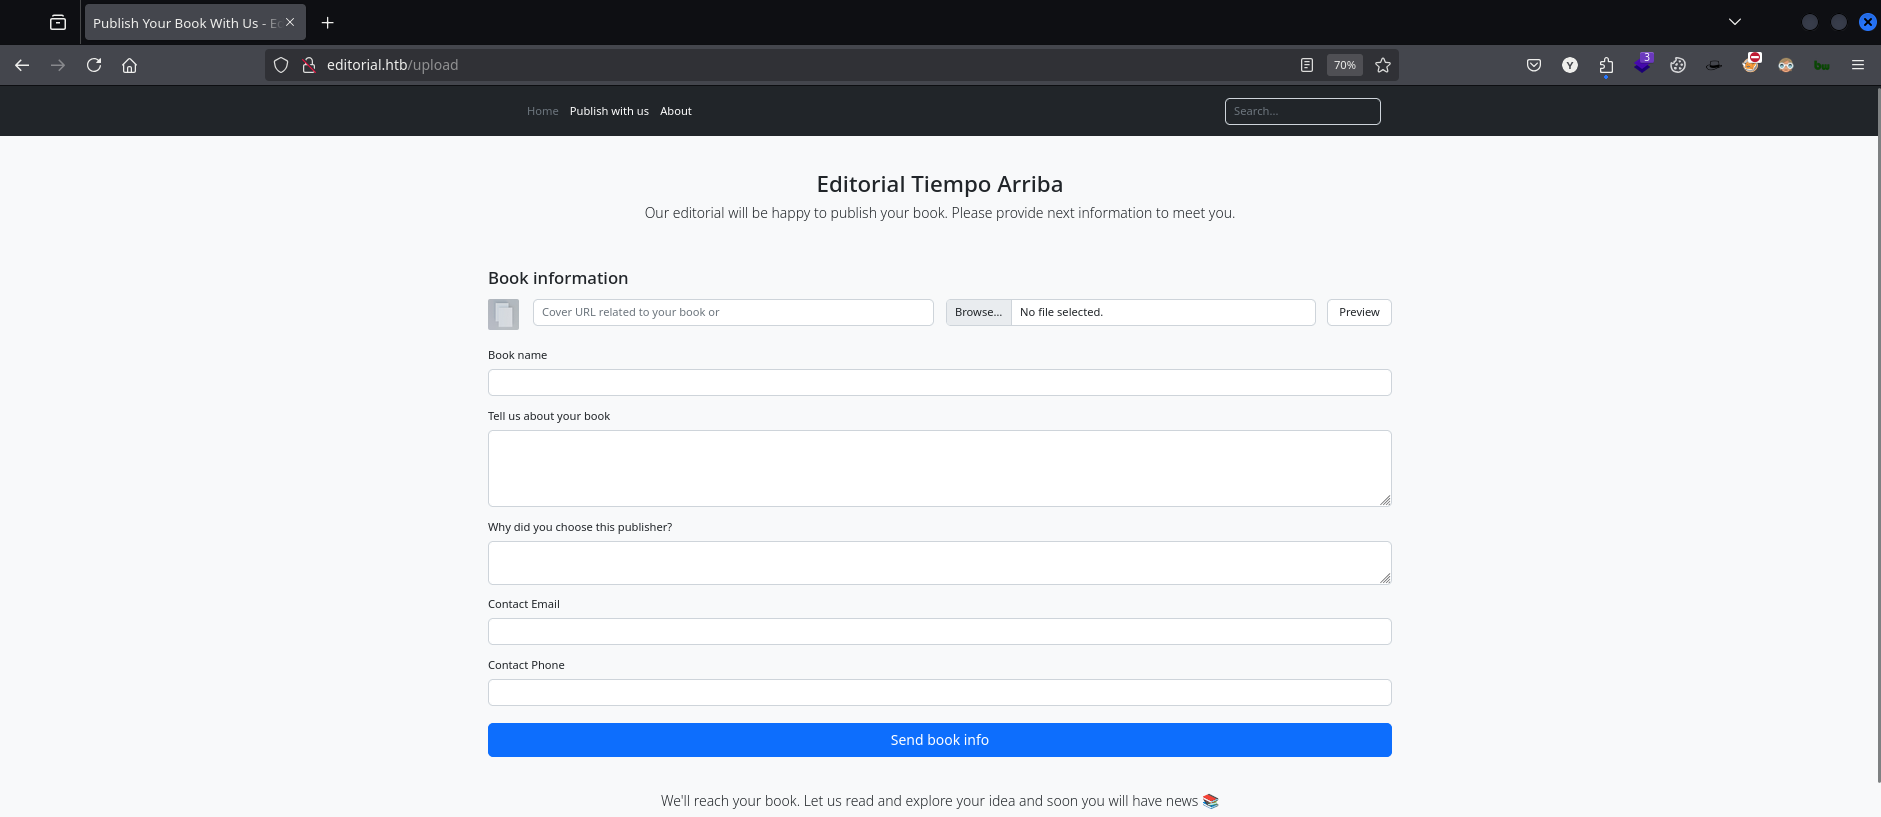 Publish Your Book With Us - Ed
editorial.htb/upload
70%
3
Y
Home Publish with us About
Search...
Editorial Tiempo Arriba
Our editorial will be happy to publish your book. Please provide next information to meet you.
Book information
Cover URL related to your book or
Browse... No file selected.
Preview
Book name
Tell us about your book
Why did you choose this publisher?
Contact Email
Contact Phone
Send book info
We'll reach your book. Let us read and explore your idea and soon you will have news 📚